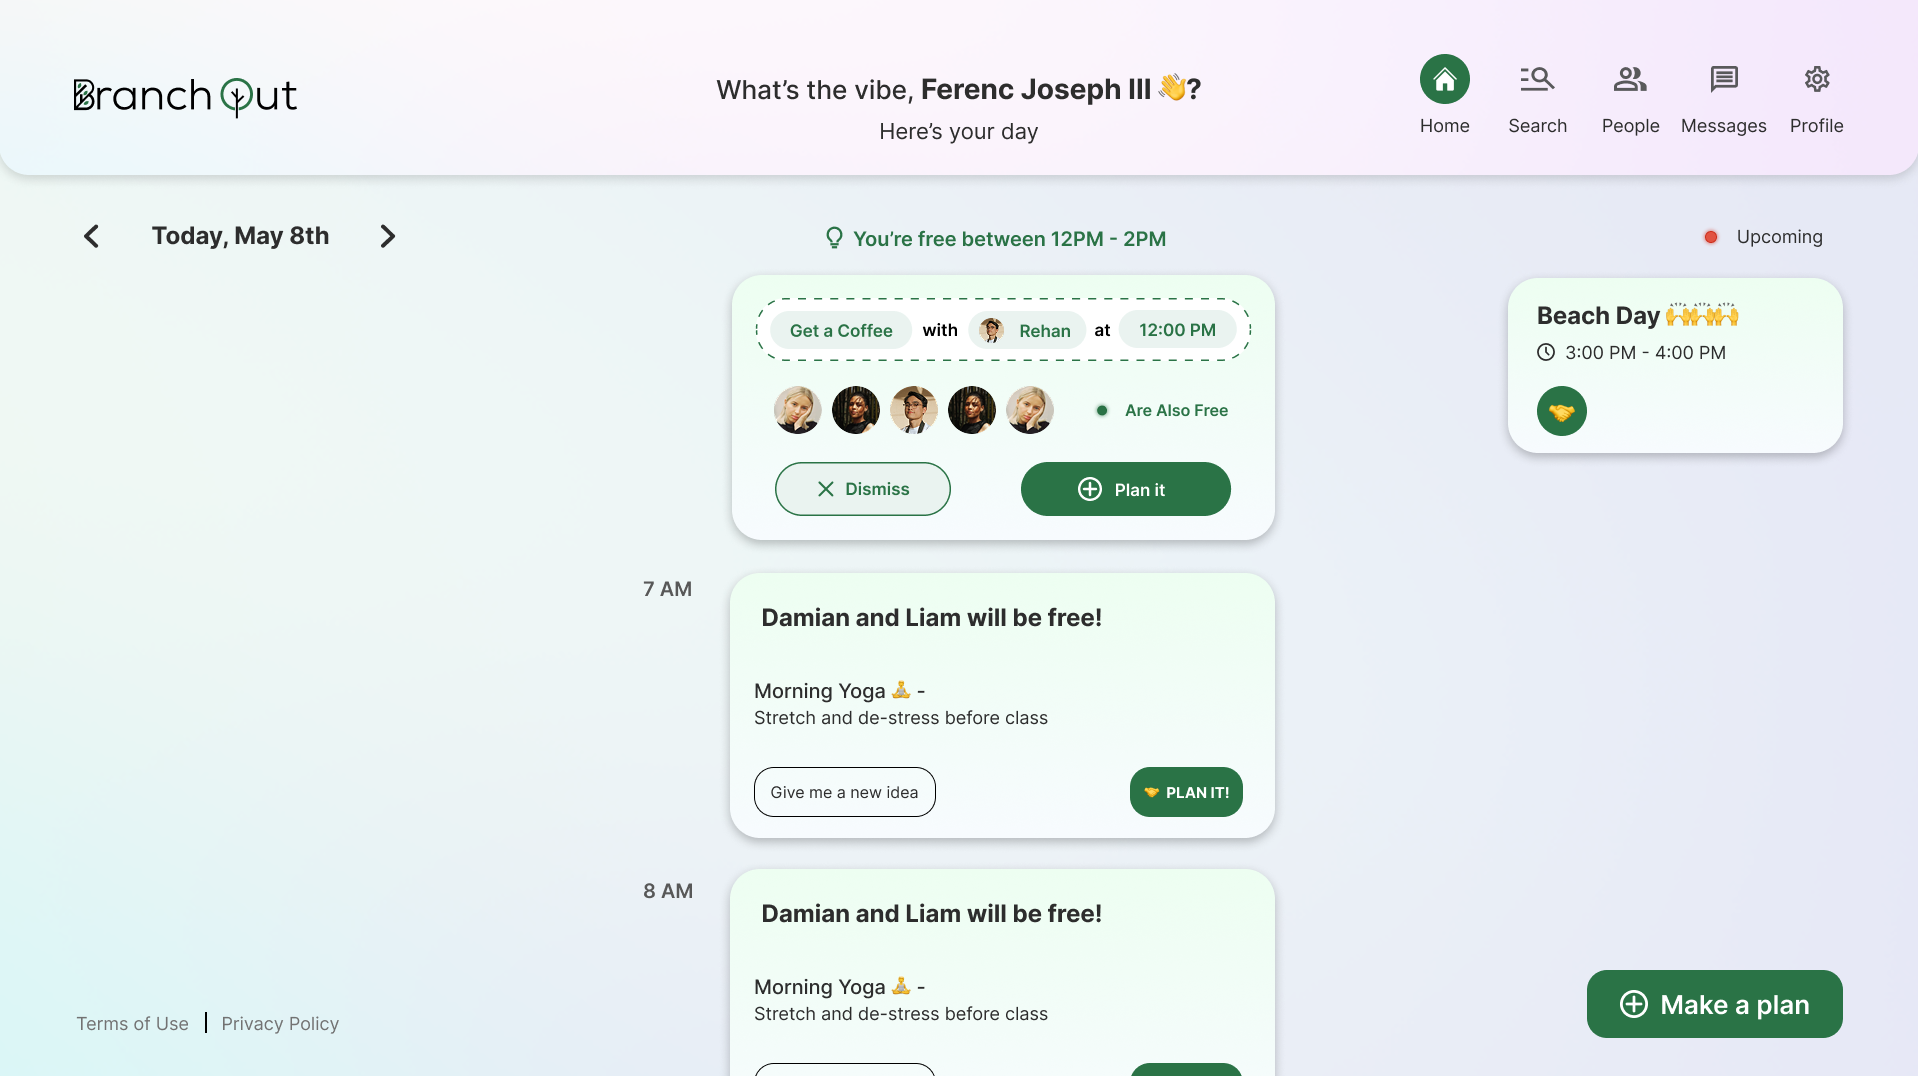 Branch Out
What's the vibe, Ferenc Joseph III 👋?
Here's your day
Home
Search
People
Messages
Profile
Today, May 8th
You're free between 12PM - 2PM
Upcoming
Get a Coffee with Rehan at 12:00 PM
Are Also Free
Dismiss
Plan it
Beach Day 🙌🙌🙌
3:00 PM - 4:00 PM
7 AM
Damian and Liam will be free!
Morning Yoga 🧘 -
Stretch and de-stress before class
Give me a new idea
🤝 PLAN IT!
8 AM
Damian and Liam will be free!
Morning Yoga 🧘 -
Stretch and de-stress before class
Make a plan
Terms of Use | Privacy Policy